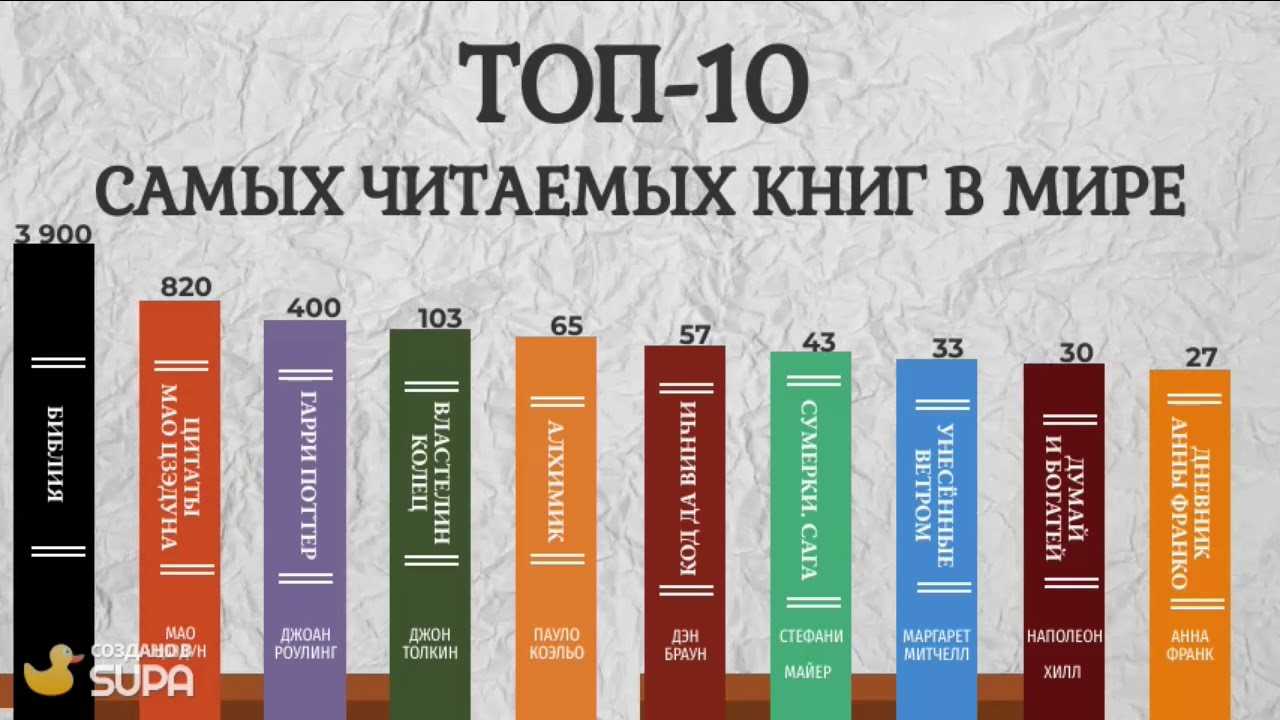 ТОП-10
САМЫХ ЧИТАЕМЫХ КНИГ В МИРЕ
3 900
БИБЛИЯ
820
ЦИТАТЫ
МАО ЦЗЭДУНА
МАО
400
ГАРРИ ПОТТЕР
ДЖОАН
РОУЛИНГ
103
ВЛАСТЕЛИН
КОЛЕЦ
ДЖОН
ТОЛКИН
65
АЛХИМИК
ПАУЛО
КОЭЛЬО
57
КОД ДА ВИНЧИ
ДЭН
БРАУН
43
СУМЕРКИ. САГА
СТЕФАНИ
МАЙЕР
33
УНЕСЁННЫЕ
ВЕТРОМ
МАРГАРЕТ
МИТЧЕЛЛ
30
ДУМАЙ
И БОГАТЕЙ
НАПОЛЕОН
ХИЛЛ
27
ДНЕВНИК
АННЫ ФРАНКО
АННА
ФРАНК
СОЗДАНО В
SUPA